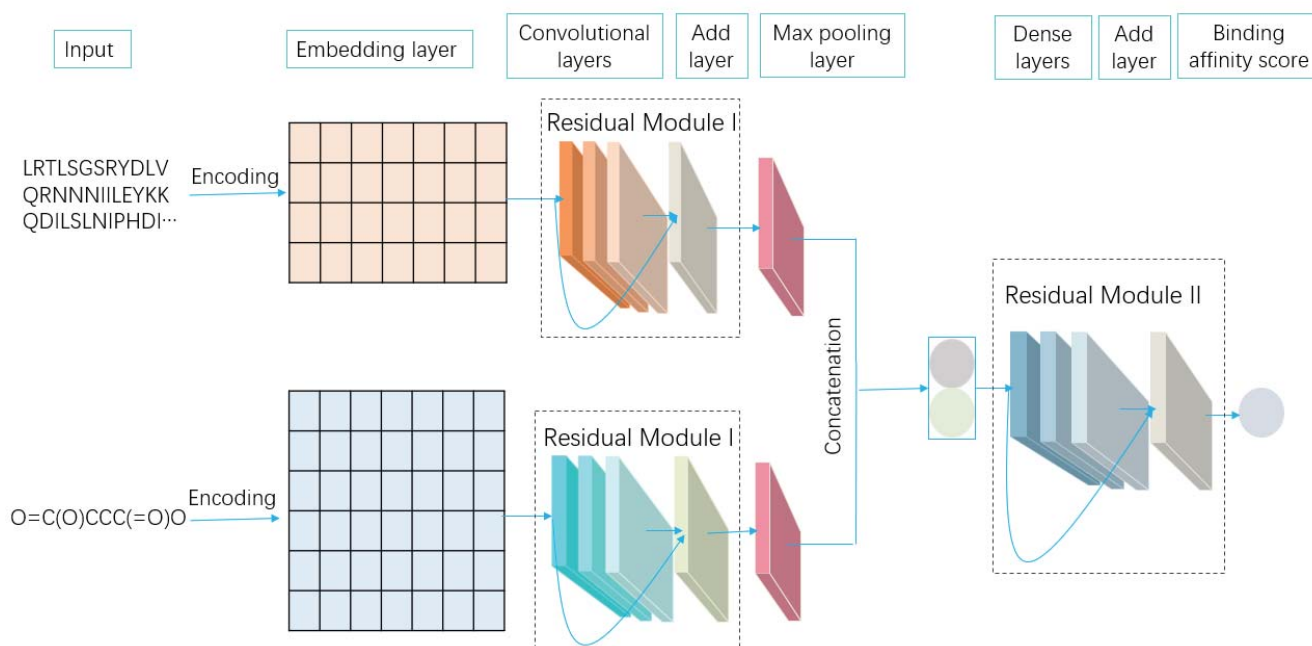 Input
Embedding layer
Convolutional
layers
Add
layer
Max pooling
layer
Dense
layers
Add
layer
Binding
affinity score
LRTLSGSRYDLV
QRNNNIILEYKK
QDILSLNIPHDI···
Encoding
Residual Module I
Concatenation
Residual Module II
O=C(O)CCC(=O)O
Encoding
Residual Module I